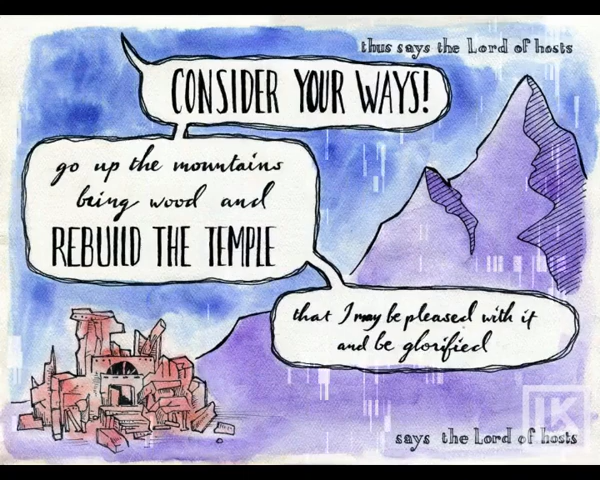 thus says the Lord of hosts
CONSIDER YOUR WAYS!
go up the mountains
being wood and
REBUILD THE TEMPLE
that I may be pleased with it
and be glorified
says the Lord of hosts
IK